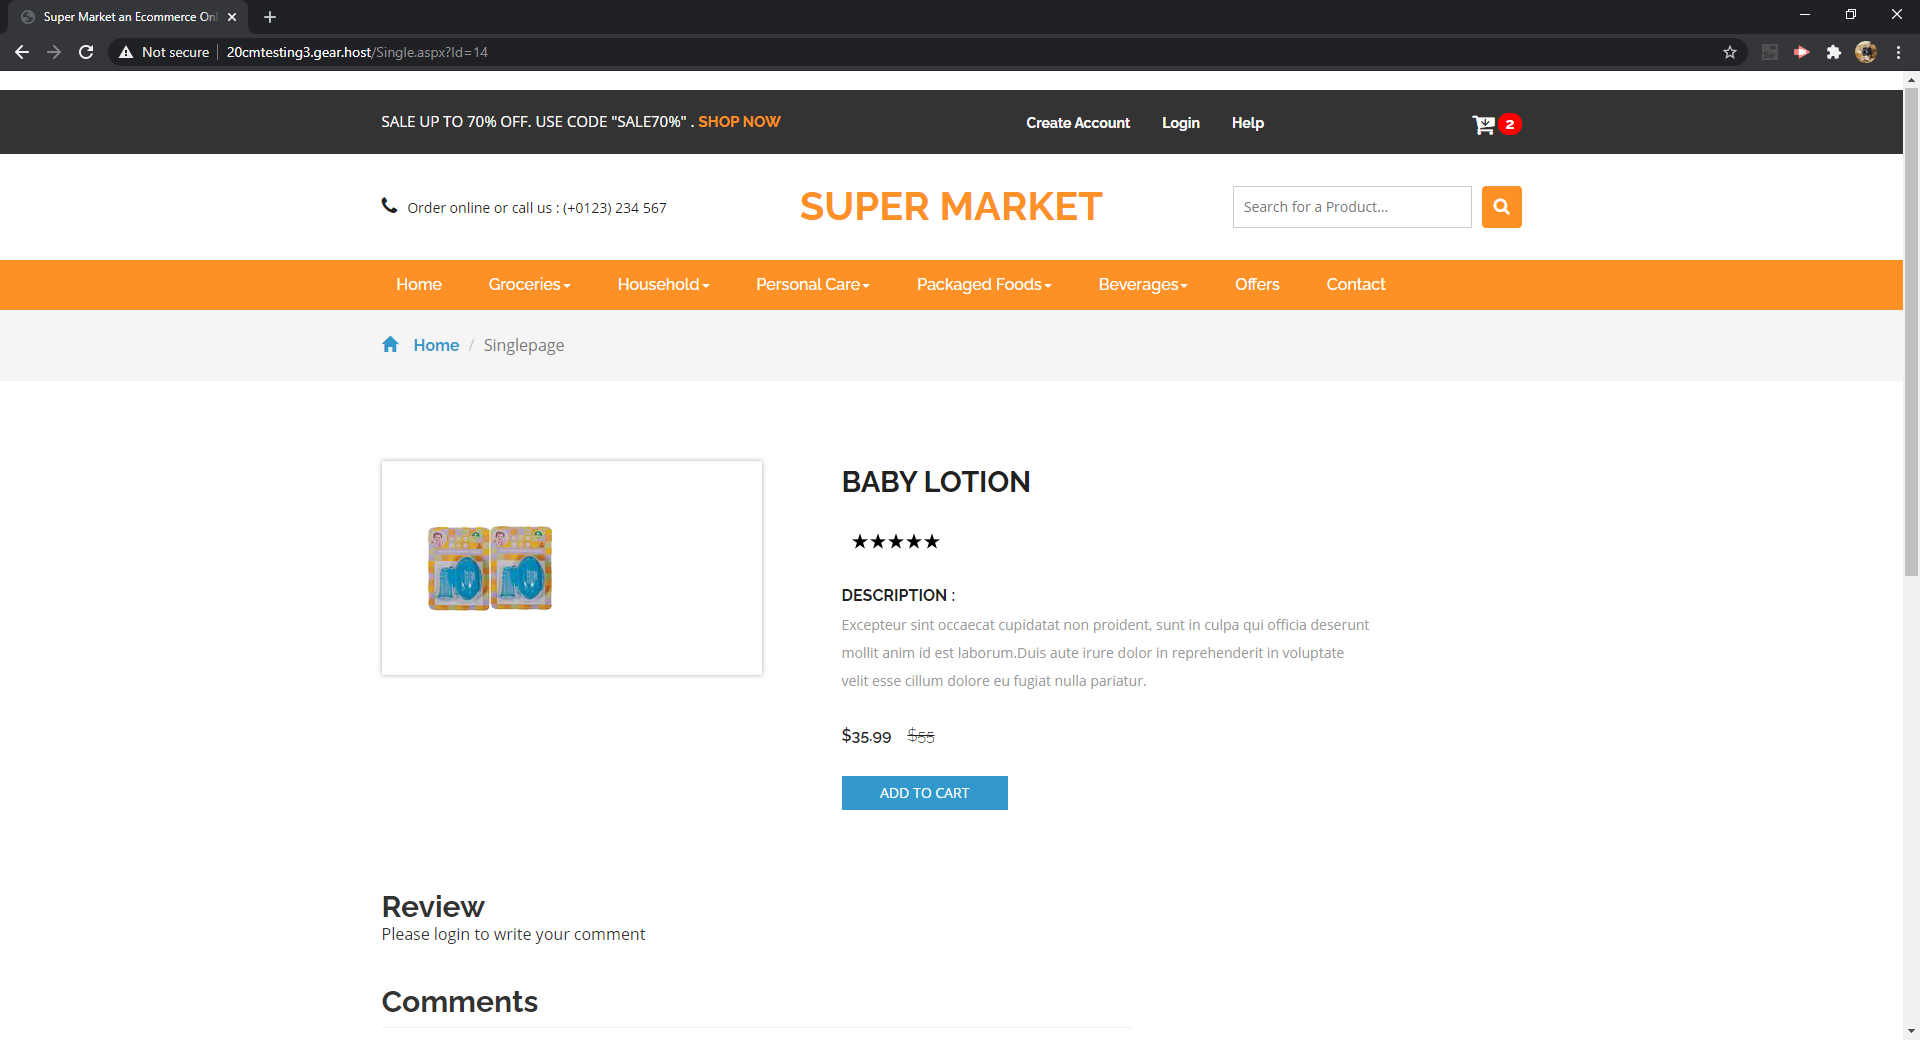 Super Market an Ecommerce Onl
Not secure
20cmtesting3.gear.host/Single.aspx?Id=14
SALE UP TO 70% OFF. USE CODE "SALE70%" . SHOP NOW
Create Account Login Help
2
Order online or call us : (+0123) 234 567
SUPER MARKET
Search for a Product...
Home Groceries Household Personal Care Packaged Foods Beverages Offers Contact
Home / Singlepage
BABY LOTION
★★★★★
DESCRIPTION :
Excepteur sint occaecat cupidatat non proident, sunt in culpa qui officia deserunt
mollit anim id est laborum.Duis aute irure dolor in reprehenderit in voluptate
velit esse cillum dolore eu fugiat nulla pariatur.
$35.99 $55
ADD TO CART
Review
Please login to write your comment
Comments